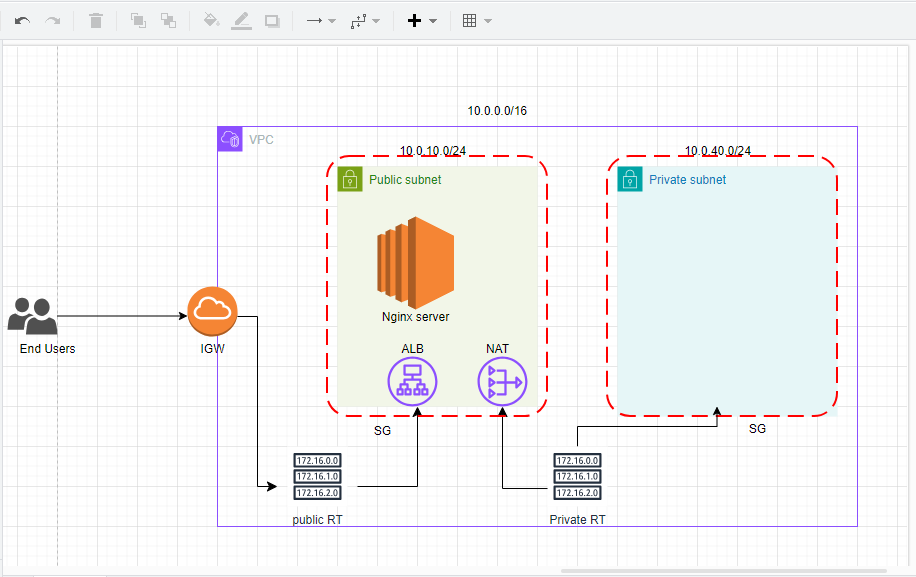 10.0.0.0/16
VPC
10.0.10.0/24
10.0.40.0/24
Public subnet
Private subnet
Nginx server
End Users
IGW
ALB
NAT
SG
SG
172.16.0.0
172.16.1.0
172.16.2.0
172.16.0.0
172.16.1.0
172.16.2.0
public RT
Private RT